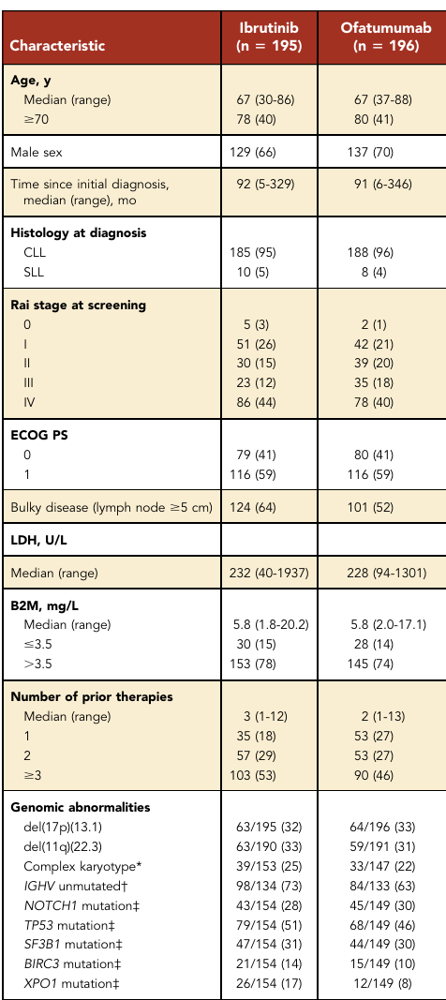 Characteristic Ibrutinib (n = 195) Ofatumumab (n = 196)
Age, y
Median (range) 67 (30-86) 67 (37-88)
≥70 78 (40) 80 (41)
Male sex 129 (66) 137 (70)
Time since initial diagnosis, 92 (5-329) 91 (6-346)
median (range), mo
Histology at diagnosis
CLL 185 (95) 188 (96)
SLL 10 (5) 8 (4)
Rai stage at screening
0 5 (3) 2 (1)
I 51 (26) 42 (21)
II 30 (15) 39 (20)
III 23 (12) 35 (18)
IV 86 (44) 78 (40)
ECOG PS
0 79 (41) 80 (41)
1 116 (59) 116 (59)
Bulky disease (lymph node ≥5 cm) 124 (64) 101 (52)
LDH, U/L
Median (range) 232 (40-1937) 228 (94-1301)
B2M, mg/L
Median (range) 5.8 (1.8-20.2) 5.8 (2.0-17.1)
≤3.5 30 (15) 28 (14)
>3.5 153 (78) 145 (74)
Number of prior therapies
Median (range) 3 (1-12) 2 (1-13)
1 35 (18) 53 (27)
2 57 (29) 53 (27)
≥3 103 (53) 90 (46)
Genomic abnormalities
del(17p)(13.1) 63/195 (32) 64/196 (33)
del(11q)(22.3) 63/190 (33) 59/191 (31)
Complex karyotype* 39/153 (25) 33/147 (22)
IGHV unmutated† 98/134 (73) 84/133 (63)
NOTCH1 mutation‡ 43/154 (28) 45/149 (30)
TP53 mutation‡ 79/154 (51) 68/149 (46)
SF3B1 mutation‡ 47/154 (31) 44/149 (30)
BIRC3 mutation‡ 21/154 (14) 15/149 (10)
XPO1 mutation‡ 26/154 (17) 12/149 (8)